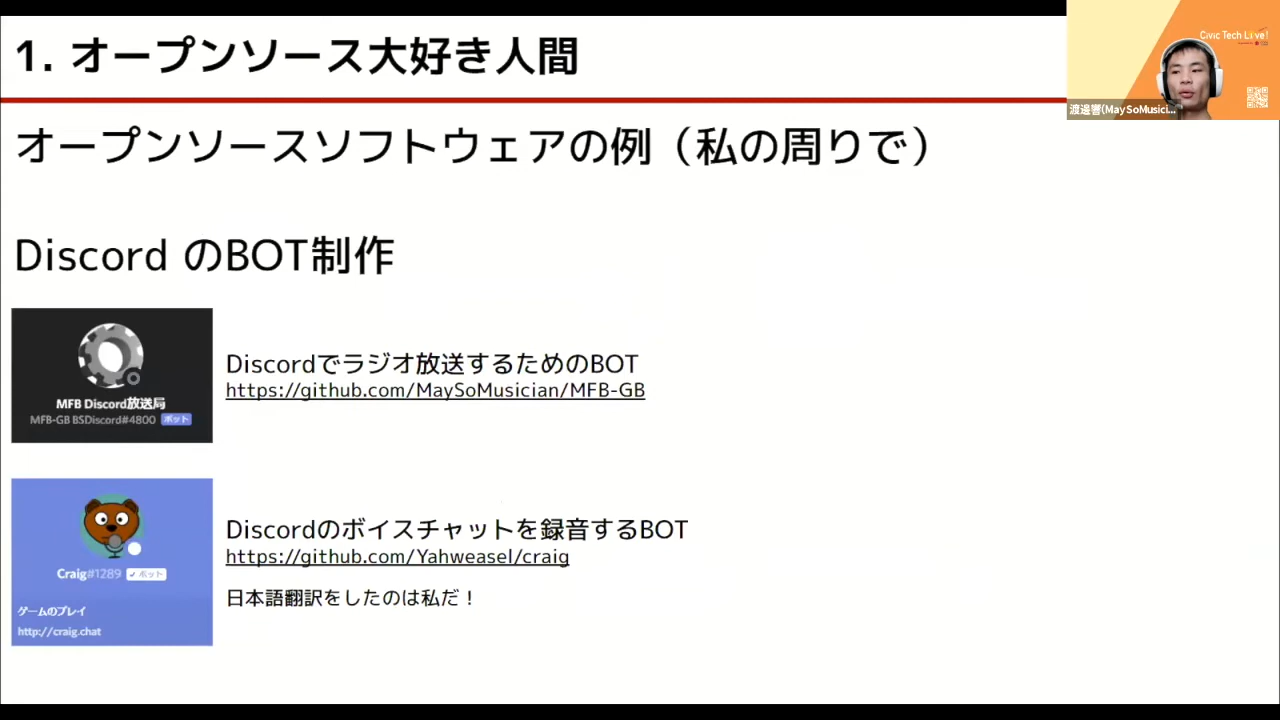 1. オープンソース大好き人間
Civic Tech Live!
渡邊響(MaySoMusici...
オープンソースソフトウェアの例（私の周りで）
Discord のBOT制作
MFB Discord放送局
MFB-GB BSDiscord#4800 ボット
Discordでラジオ放送するためのBOT
https://github.com/MaySoMusician/MFB-GB
Craig#1289 ✓ ボット
ゲームのプレイ
http://craig.chat
Discordのボイスチャットを録音するBOT
https://github.com/Yahweasel/craig
日本語翻訳をしたのは私だ！